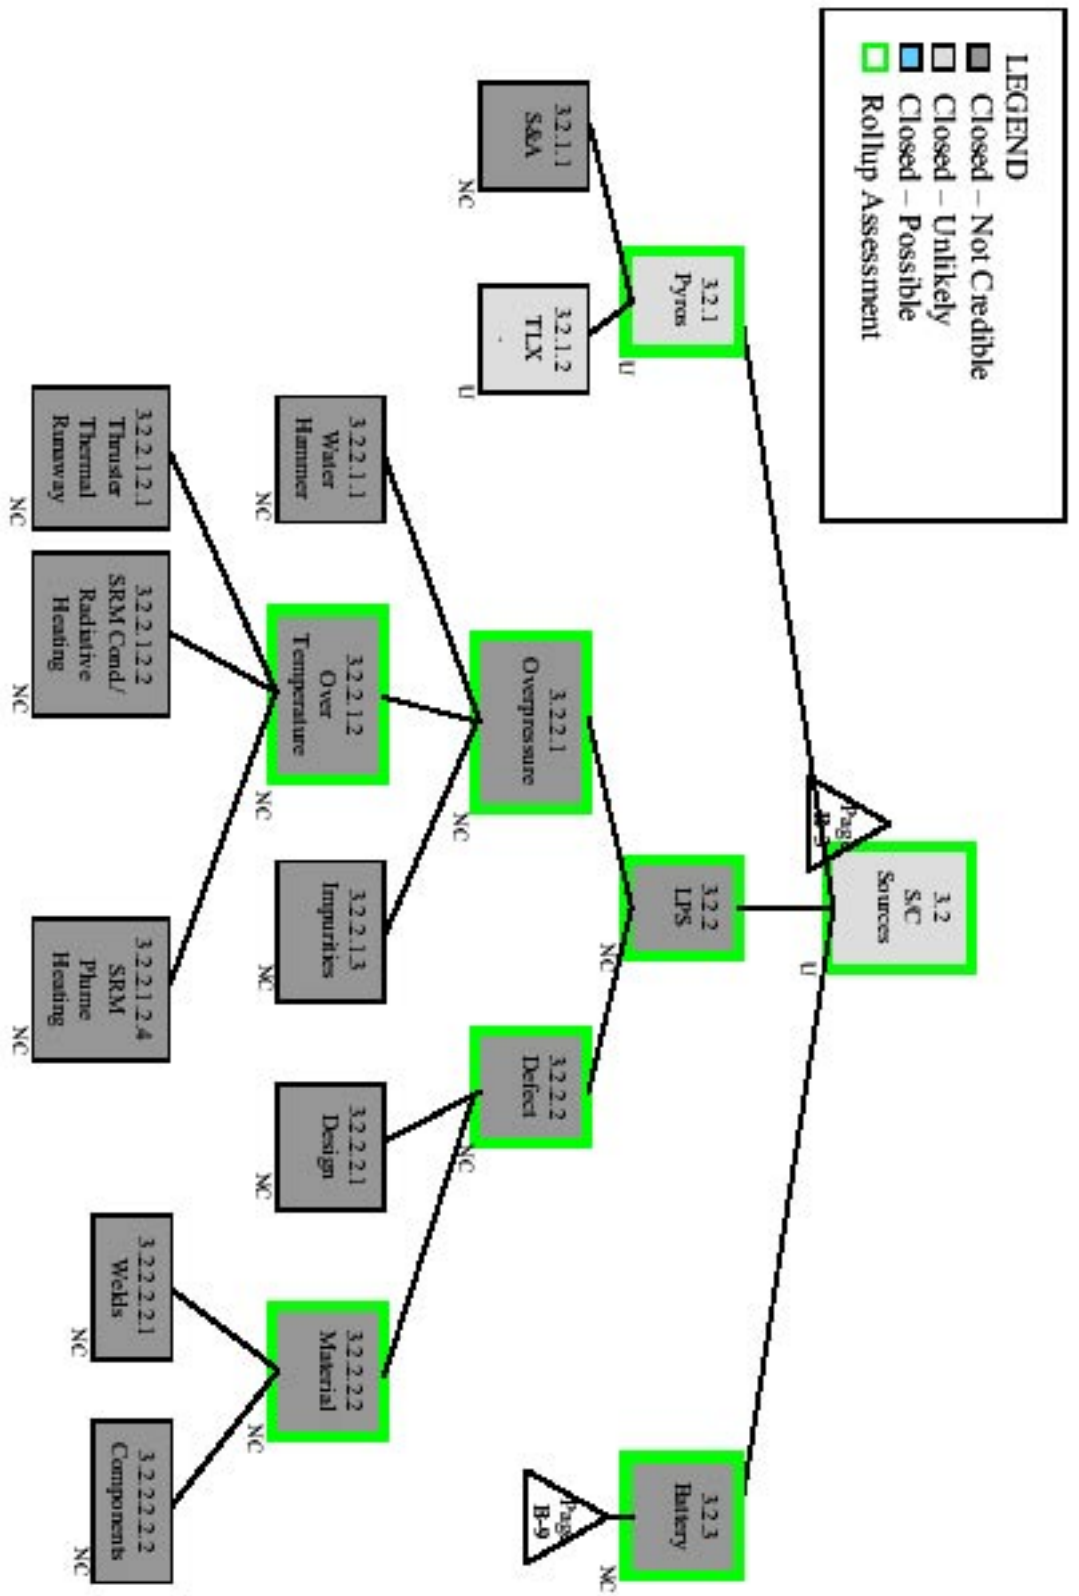 LEGEND
Closed – Not Credible
Closed – Unlikely
Closed – Possible
Rollup Assessment
3.2
S/C
Sources
U
Pag
3.2.1
Pyros
U
3.2.2
LPS
NC
3.2.3
Battery
NC
Pag
B-9
3.2.1.1
S&A
NC
3.2.1.2
TLX
U
3.2.2.1
Overpressure
NC
3.2.2.2
Defect
NC
3.2.2.1.1
Water
Hammer
NC
3.2.2.1.2
Over
Temperature
NC
3.2.2.1.3
Impurities
NC
3.2.2.2.1
Design
NC
3.2.2.2.2
Material
NC
3.2.2.1.2.1
Thruster
Thermal
Runaway
NC
3.2.2.1.2.2
SRM Cond./
Radiative
Heating
NC
3.2.2.1.2.4
SRM
Plume
Heating
NC
3.2.2.2.2.1
Welds
NC
3.2.2.2.2.2
Components
NC